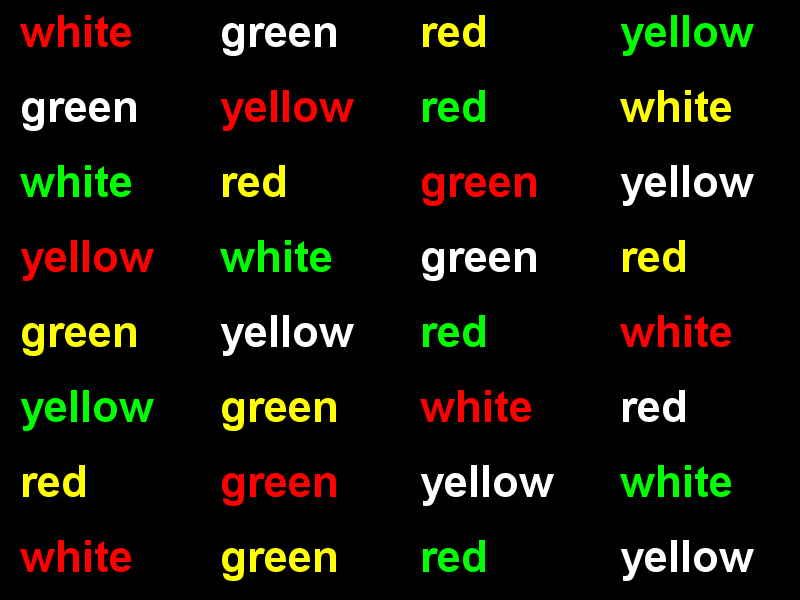 white green red yellow
green yellow red white
white red green yellow
yellow white green red
green yellow red white
yellow green white red
red green yellow white
white green red yellow